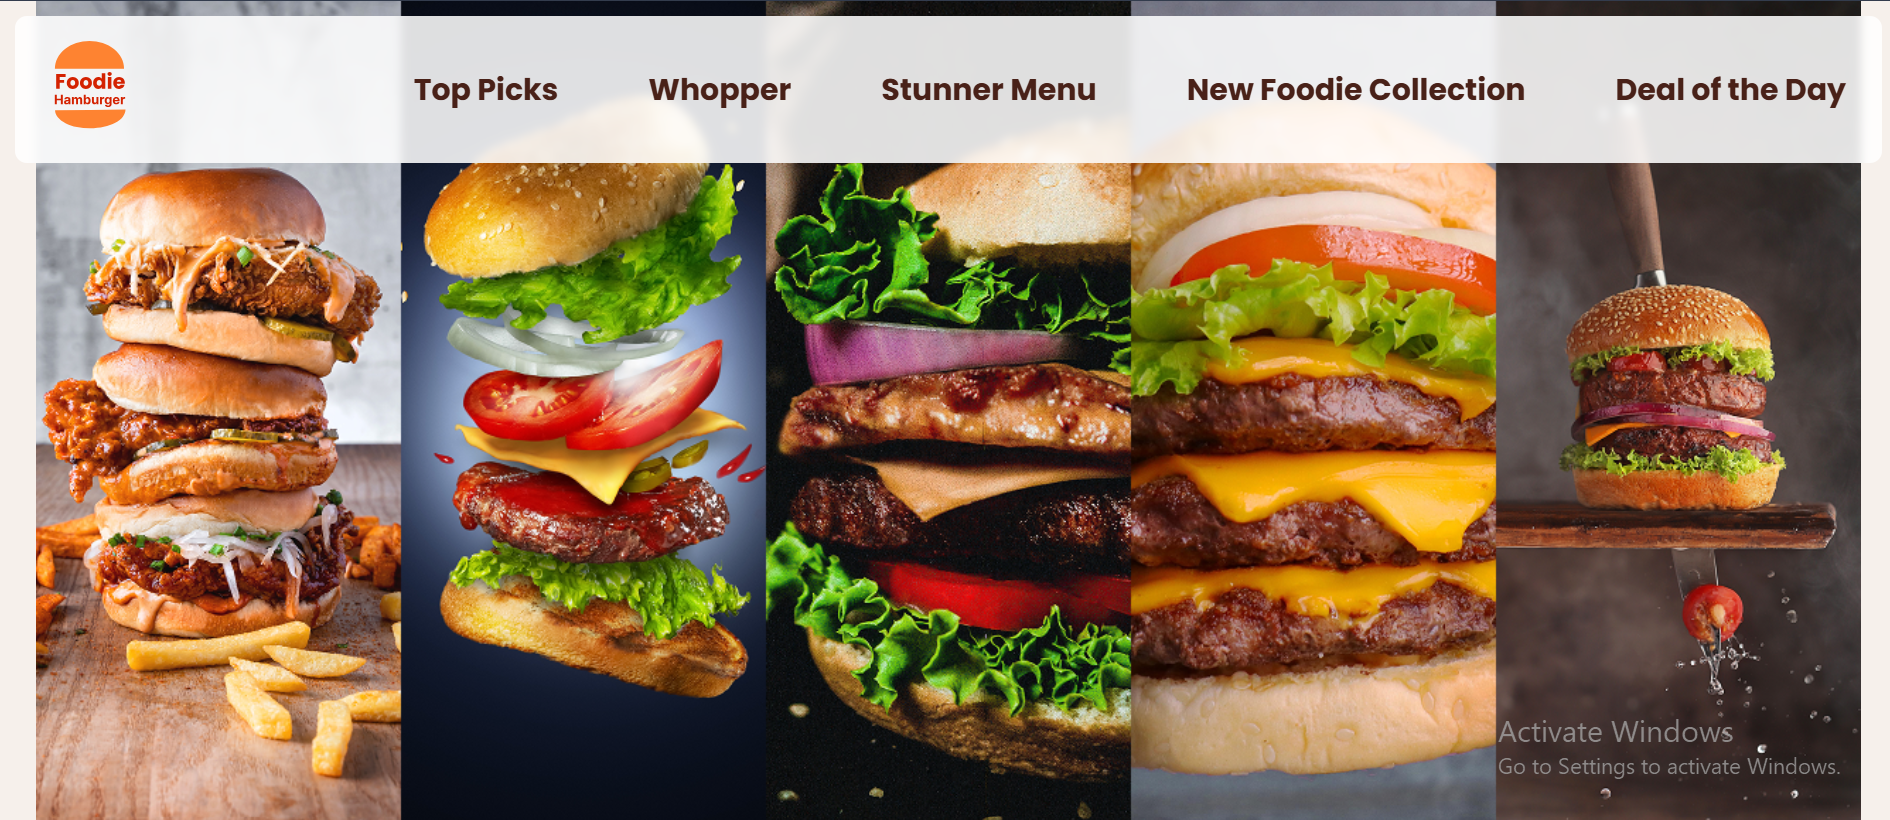 Foodie
Hamburger
Top Picks
Whopper
Stunner Menu
New Foodie Collection
Deal of the Day
Activate Windows
Go to Settings to activate Windows.